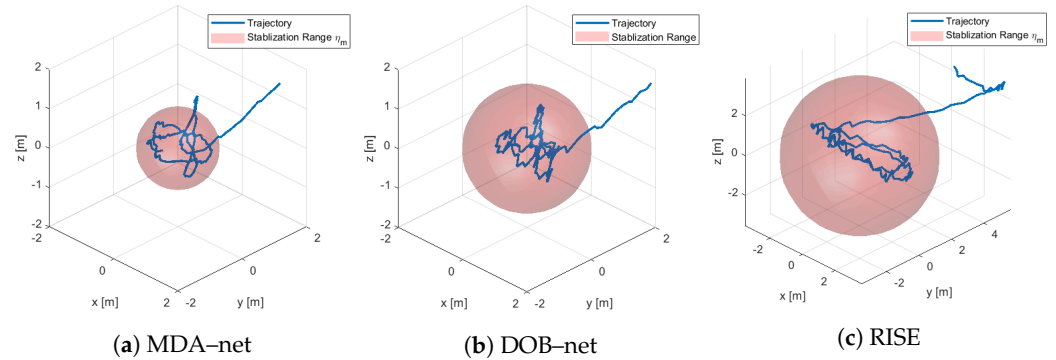 Trajectory
Stablization Range ηm
2
1
0
-1
-2
z [m]
-2
0
2
x [m]
-2
0
2
y [m]
(a) MDA–net
Trajectory
Stablization Range
2
1
0
-1
-2
z [m]
-2
0
2
x [m]
-2
0
2
y [m]
(b) DOB–net
Trajectory
Stablization Range ηm
2
0
-2
z [m]
-2
0
2
x [m]
-2
0
2
4
y [m]
(c) RISE